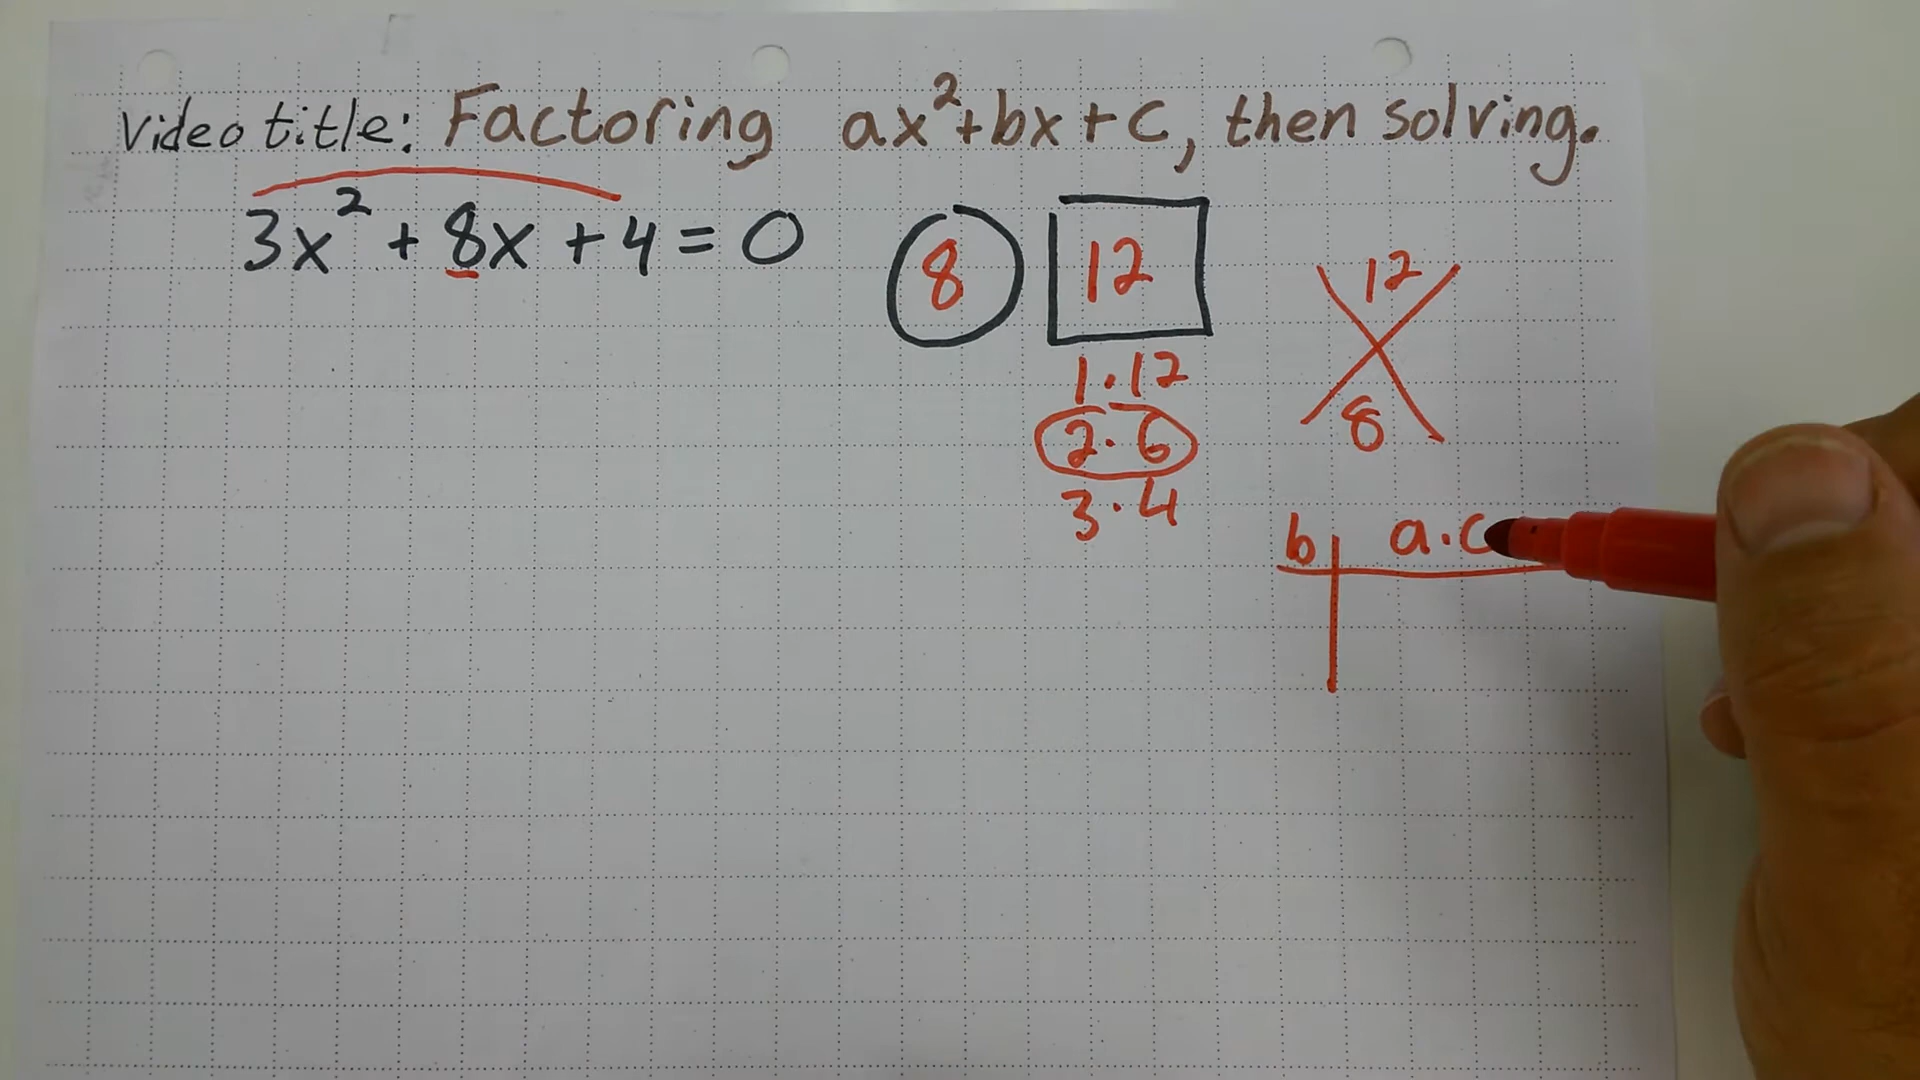 Video title: Factoring ax²+bx+c, then solving.
3x² + 8x + 4 = 0
8
12
1·12
2·6
3·4
12
8
b
a·c